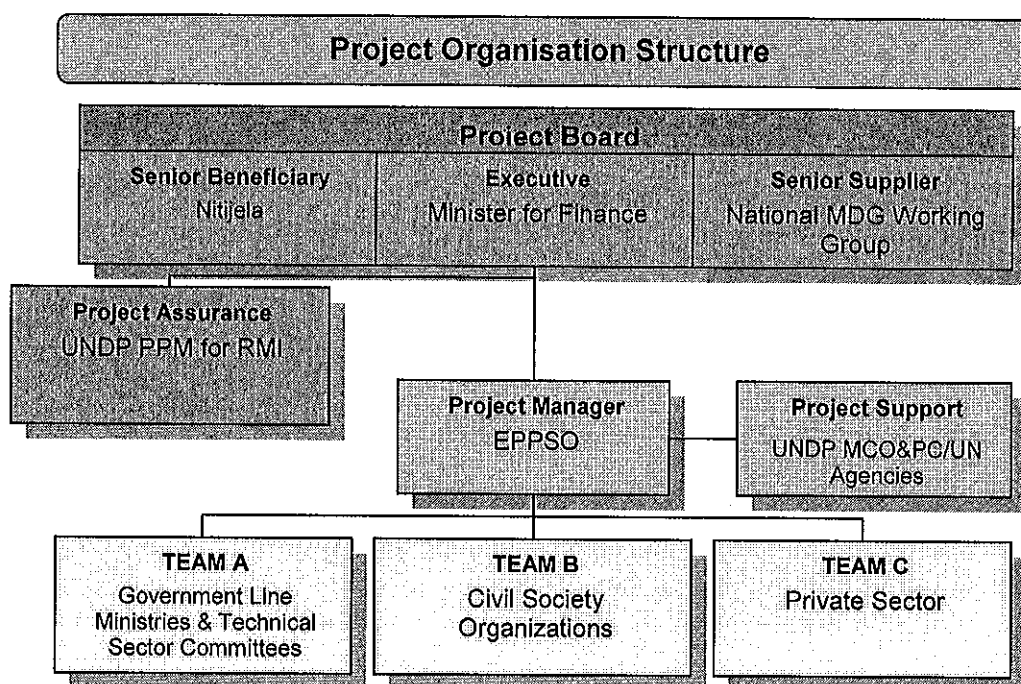 Project Organisation Structure
Project Board
Senior Beneficiary
Nitijela
Executive
Minister for Finance
Senior Supplier
National MDG Working
Group
Project Assurance
UNDP PPM for RMI
Project Manager
EPPSO
Project Support
UNDP MCO&PC/UN
Agencies
TEAM A
Government Line
Ministries & Technical
Sector Committees
TEAM B
Civil Society
Organizations
TEAM C
Private Sector